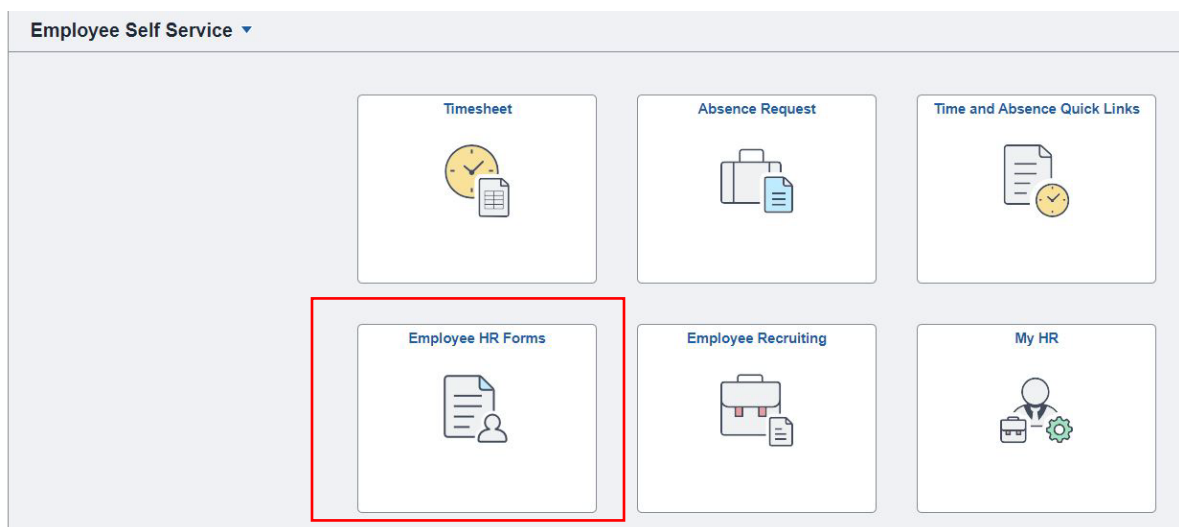 Employee Self Service
Timesheet
Absence Request
Time and Absence Quick Links
Employee HR Forms
Employee Recruiting
My HR